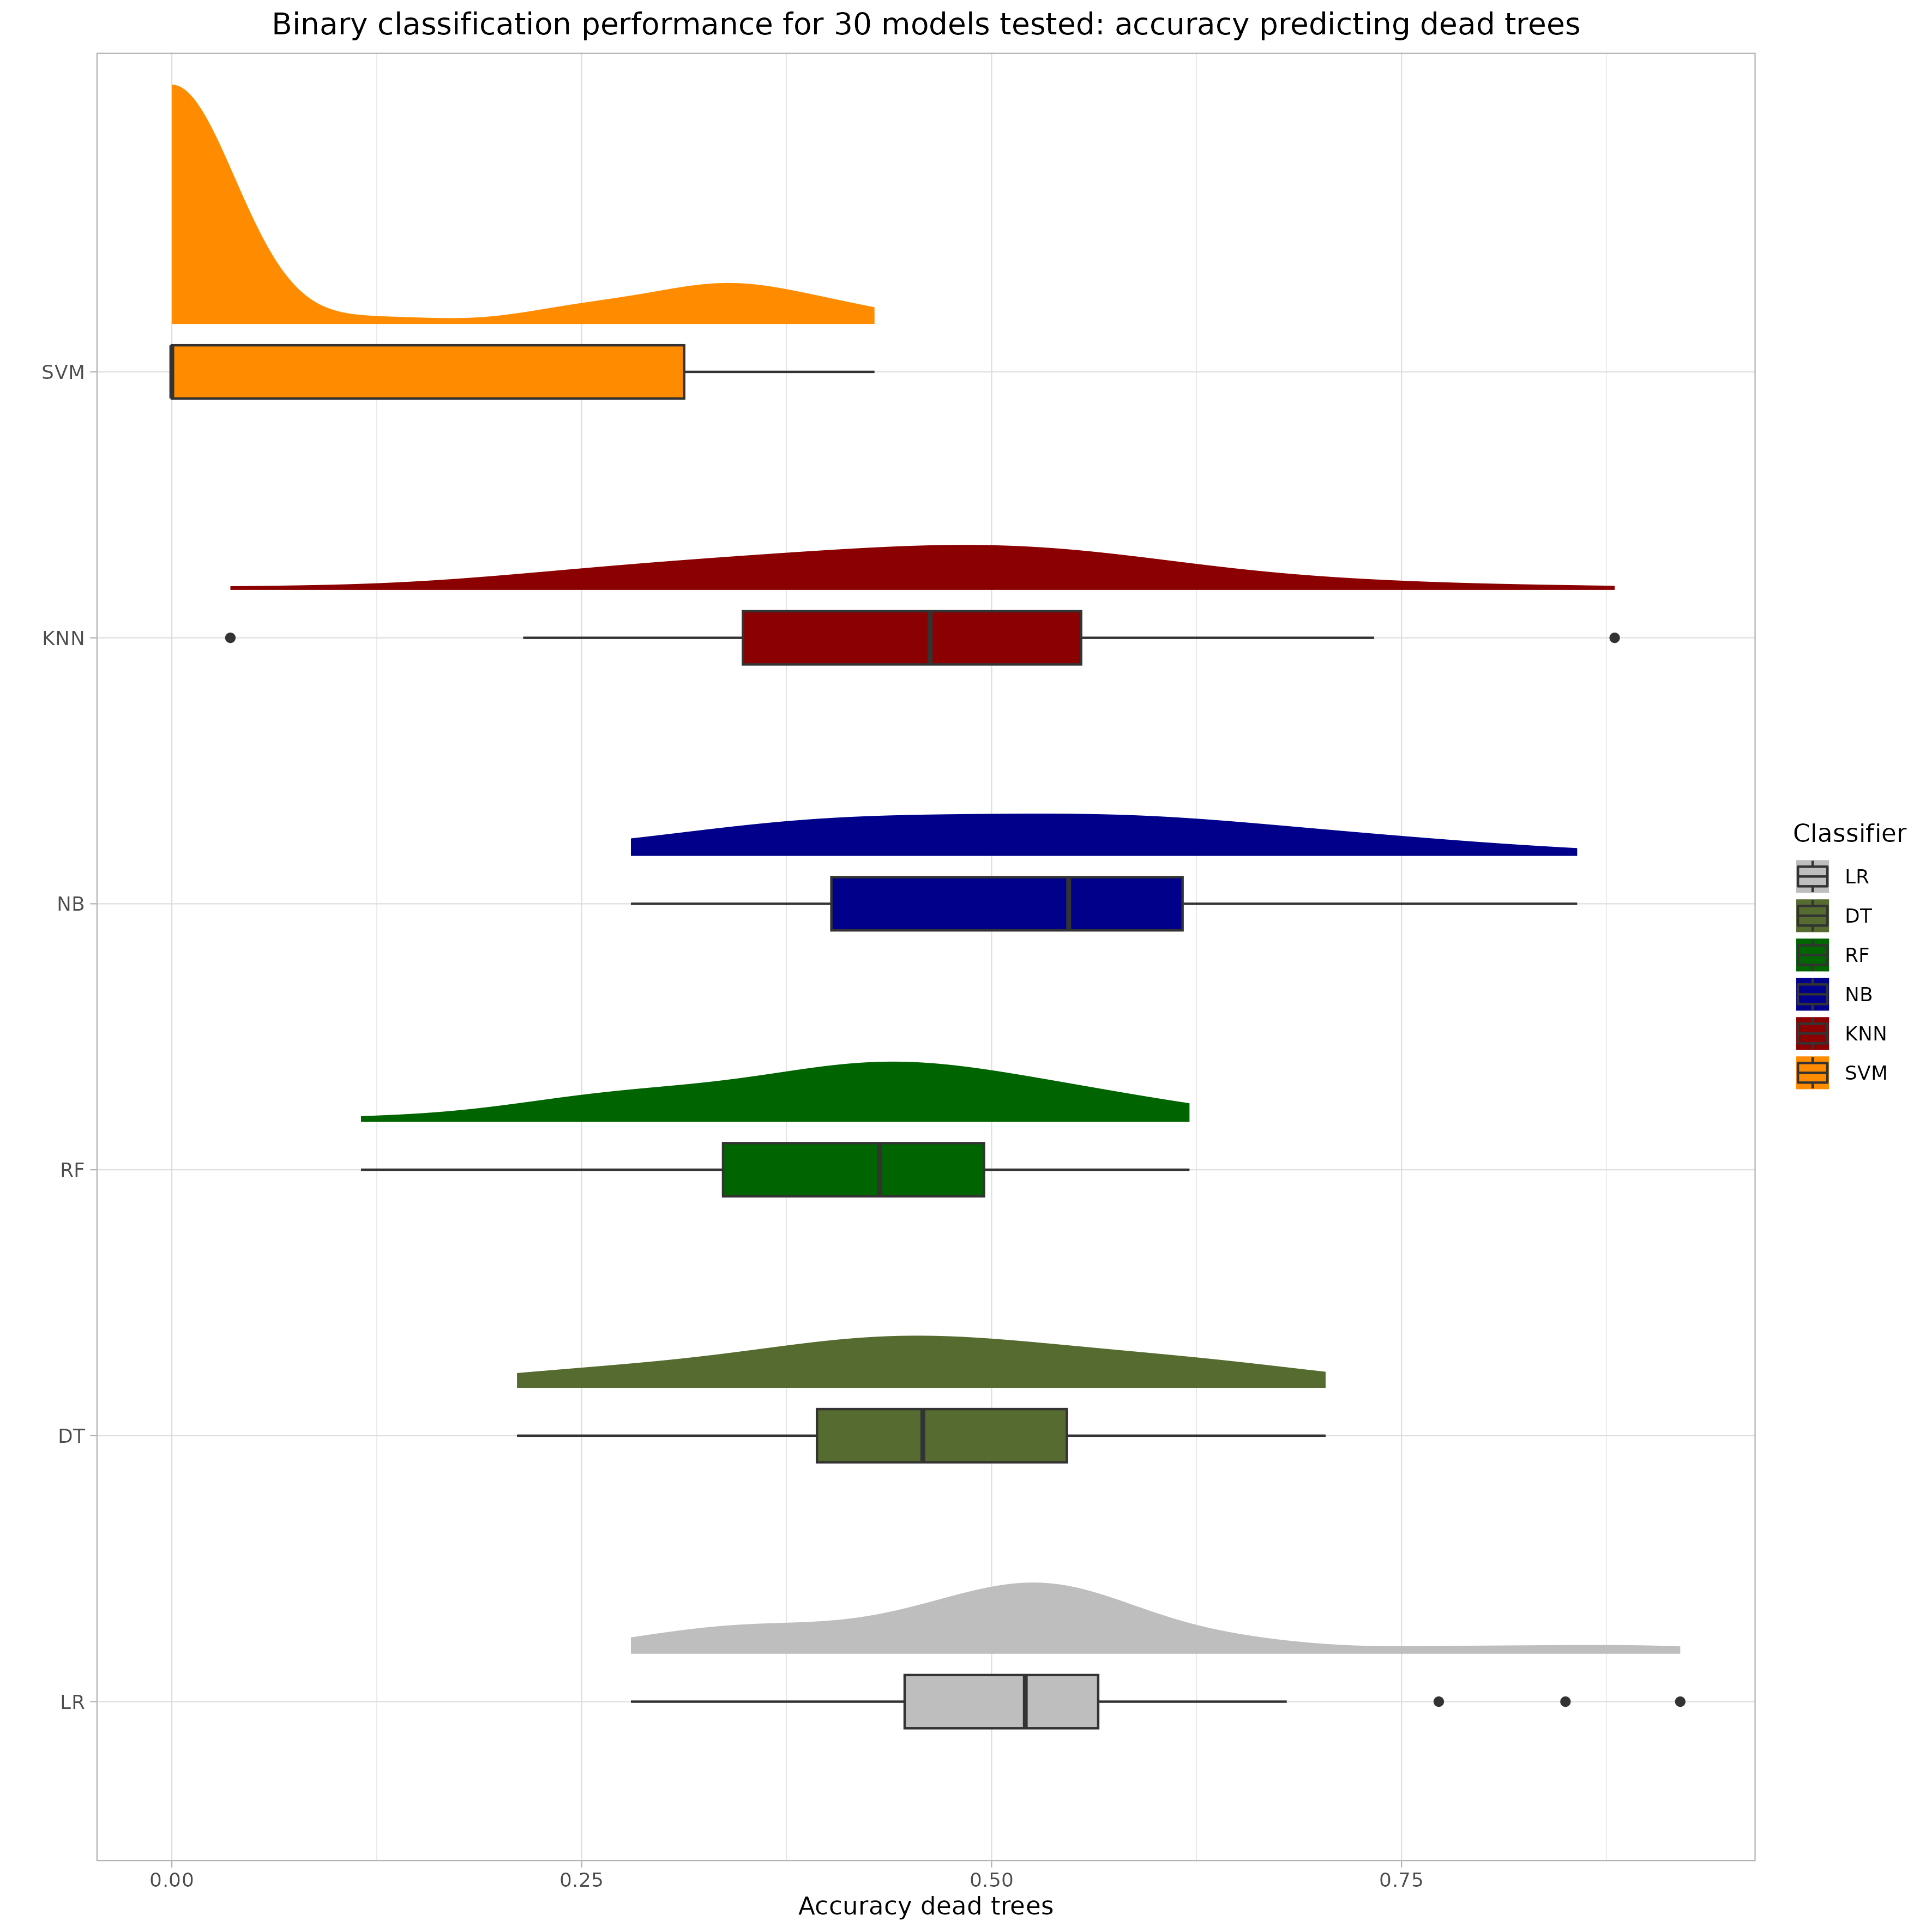 Binary classification performance for 30 models tested: accuracy predicting dead trees
SVM
KNN
NB
RF
DT
LR
0.00
0.25
0.50
0.75
Accuracy dead trees
Classifier
LR
DT
RF
NB
KNN
SVM